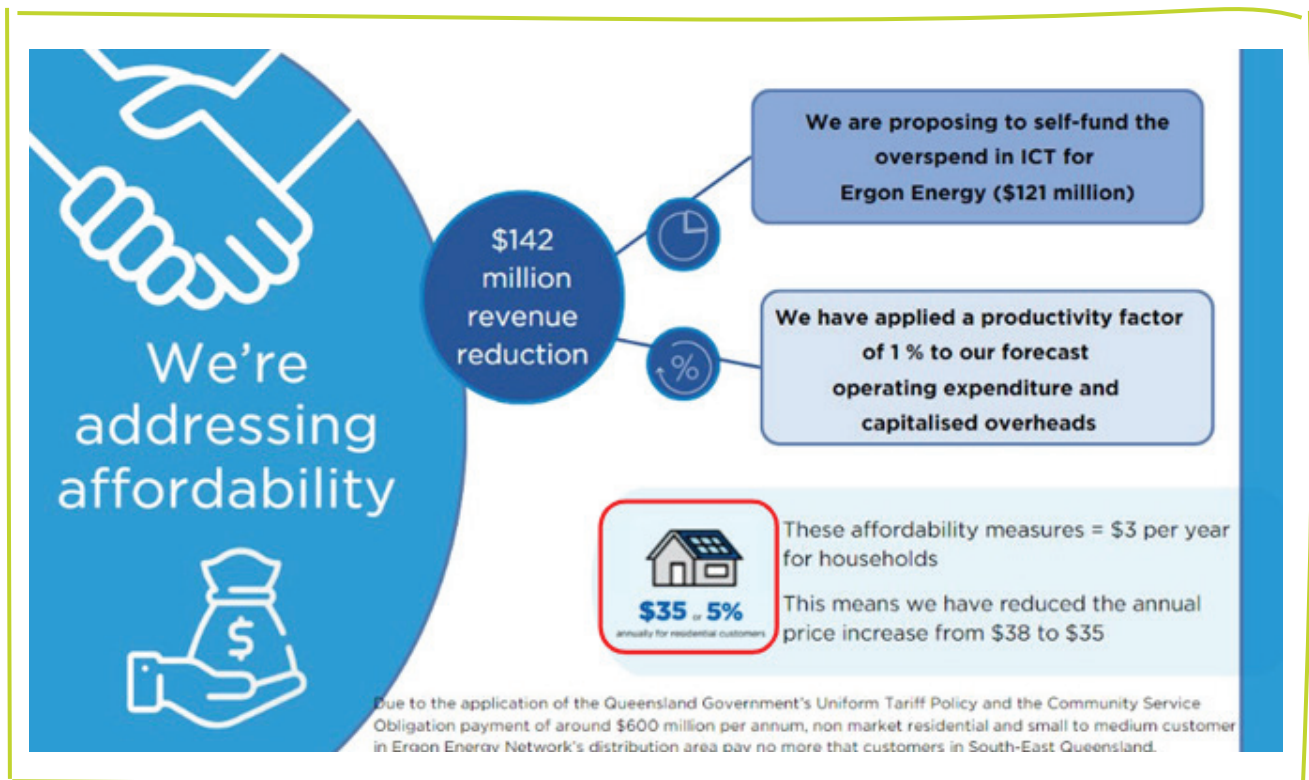 We're
addressing
affordability
$
$142
million
revenue
reduction
%
We are proposing to self-fund the
overspend in ICT for
Ergon Energy ($121 million)
We have applied a productivity factor
of 1 % to our forecast
operating expenditure and
capitalised overheads
$35 or 5%
annually for residential customers
These affordability measures = $3 per year
for households
This means we have reduced the annual
price increase from $38 to $35
Due to the application of the Queensland Government's Uniform Tariff Policy and the Community Service
Obligation payment of around $600 million per annum, non market residential and small to medium customer
in Ergon Energy Network's distribution area pay no more that customers in South-East Queensland.